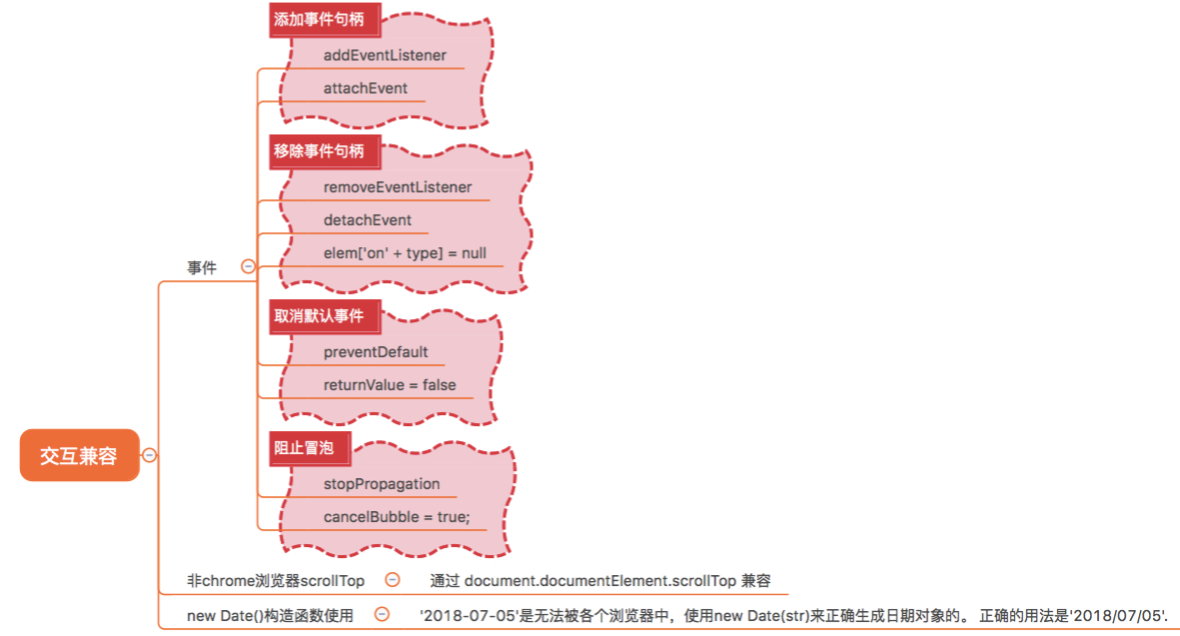 添加事件句柄
addEventListener
attachEvent
移除事件句柄
removeEventListener
detachEvent
elem['on' + type] = null
事件
取消默认事件
preventDefault
returnValue = false
阻止冒泡
交互兼容
stopPropagation
cancelBubble = true;
非chrome浏览器scrollTop 通过 document.documentElement.scrollTop 兼容
new Date()构造函数使用 '2018-07-05'是无法被各个浏览器中，使用new Date(str)来正确生成日期对象的。 正确的用法是'2018/07/05'.